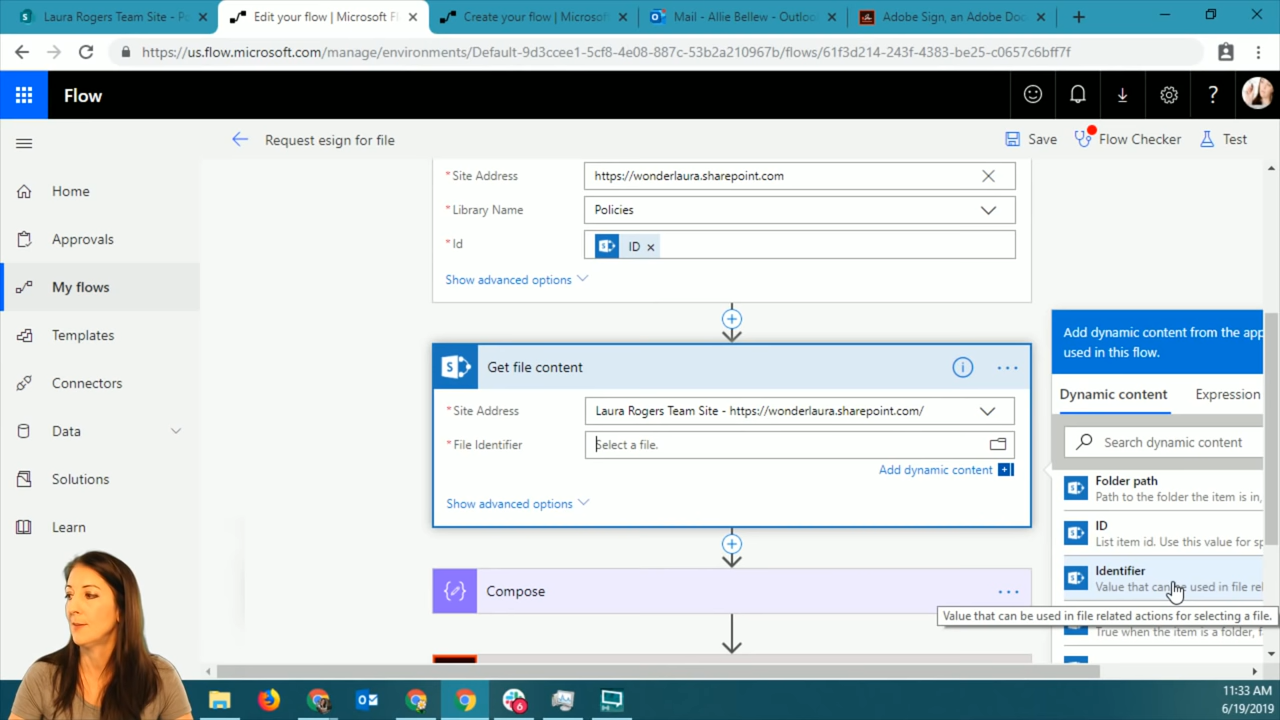 Laura Rogers Team Site - Po
Edit your flow | Microsoft F
Create your flow | Microsof
Mail - Allie Bellew - Outloo
Adobe Sign, an Adobe Doc
https://us.flow.microsoft.com/manage/environments/Default-9d3ccee1-5cf8-4e08-887c-53b2a210967b/flows/61f3d214-243f-4383-be25-c0657c6bff7f
Flow
?
Request esign for file
Save
Flow Checker
Test
Home
Approvals
My flows
Templates
Connectors
Data
Solutions
Learn
* Site Address
https://wonderlaura.sharepoint.com
* Library Name
Policies
* Id
ID
Show advanced options
Get file content
* Site Address
Laura Rogers Team Site - https://wonderlaura.sharepoint.com/
* File Identifier
Select a file.
Add dynamic content
Show advanced options
Compose
Add dynamic content from the app
used in this flow.
Dynamic content
Expression
Search dynamic content
Folder path
Path to the folder the item is in,
ID
List item id. Use this value for sp
Identifier
Value that can be used in file rel
Value that can be used in file related actions for selecting a file.
True when the item is a folder, f
6
11:33 AM
6/19/2019